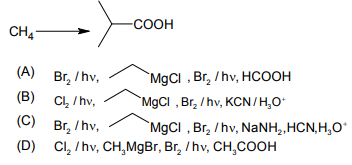 CH₄ COOH
(A) Br₂ /hν, MgCl , Br₂ / hν, HCOOH
(B) Cl₂ / hν, MgCl , Br₂ / hν, KCN / H₃O⁺
(C) Br₂ / hν, MgCl , Br₂ / hν, NaNH₂,HCN,H₃O⁺
(D) Cl₂ / hν, CH₃MgBr, Br₂ / hν, CH₃COOH